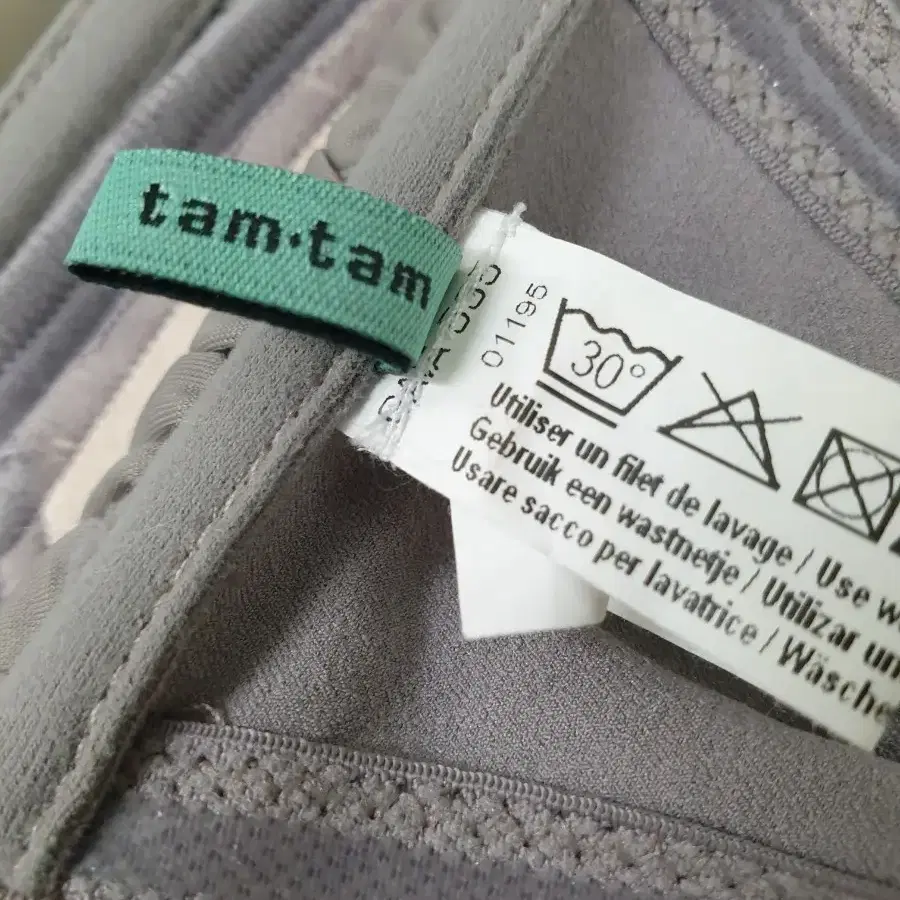 tam·tam
01195
30°
Utiliser un filet de lavage / Use
Gebruik een wastnetje / Utilizar un
Usare sacco per lavatrice / Wäsche